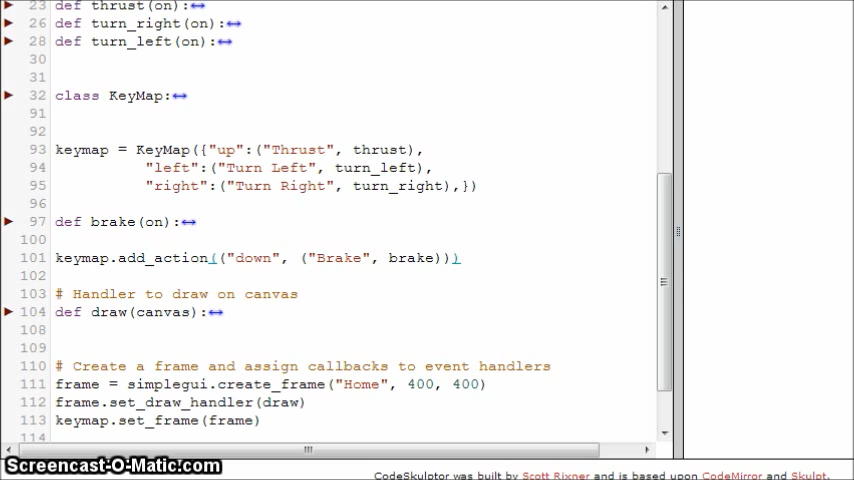 23 def thrust(on):↔
26 def turn_right(on):↔
28 def turn_left(on):↔
30
31
32 class KeyMap:↔
91
92
93 keymap = KeyMap({"up":("Thrust", thrust),
94 "left":("Turn Left", turn_left),
95 "right":("Turn Right", turn_right),})
96
97 def brake(on):↔
100
101 keymap.add_action(("down", ("Brake", brake)))
102
103 # Handler to draw on canvas
104 def draw(canvas):↔
108
109
110 # Create a frame and assign callbacks to event handlers
111 frame = simplegui.create_frame("Home", 400, 400)
112 frame.set_draw_handler(draw)
113 keymap.set_frame(frame)
114
Screencast-O-Matic.com
CodeSkulptor was built by Scott Rixner and is based upon CodeMirror and Skulpt.